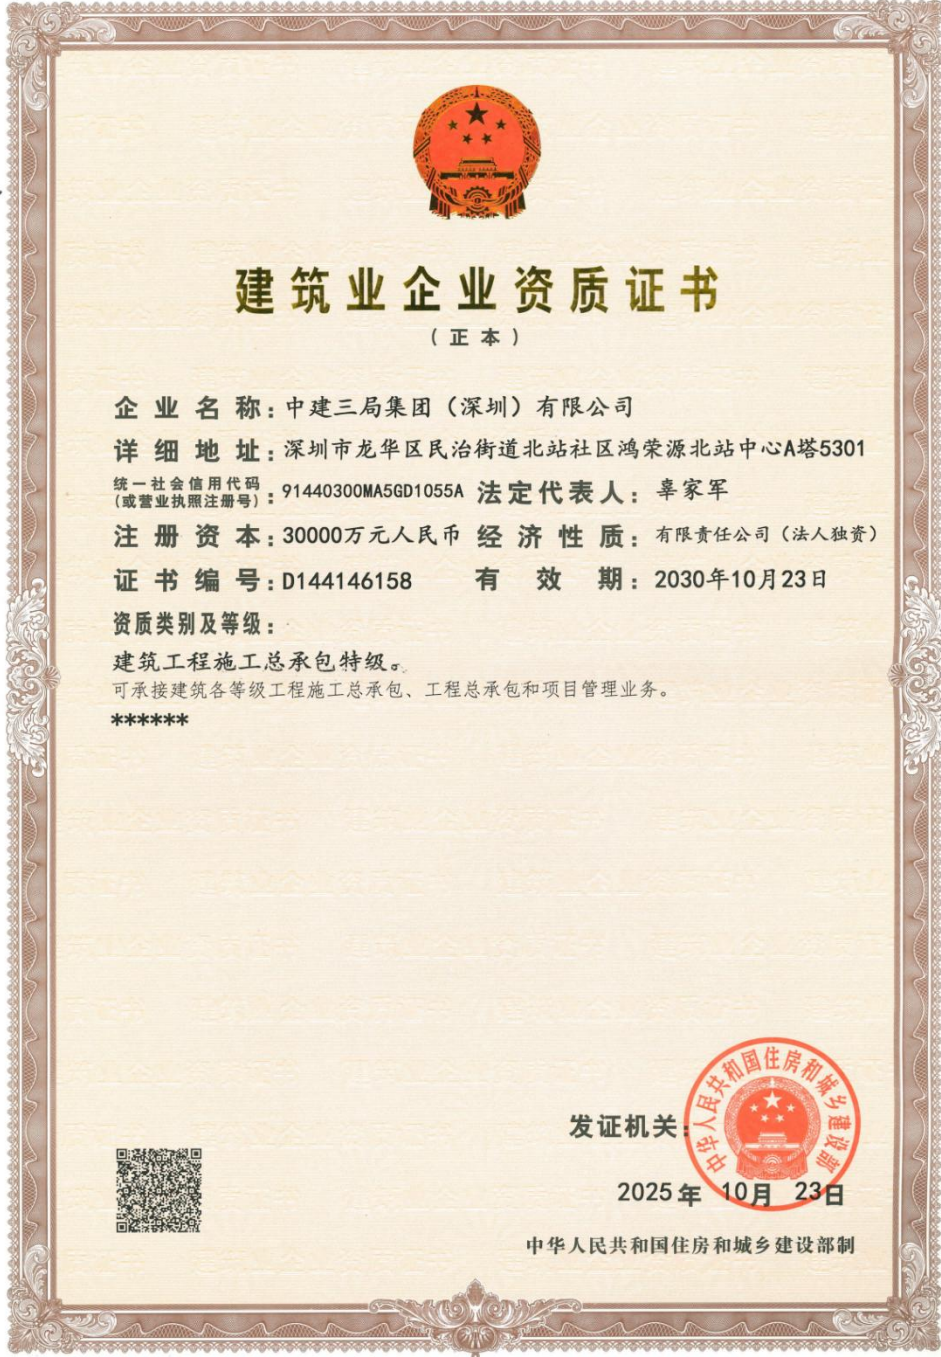 建筑业企业资质证书
（正本）
企业名称：中建三局集团（深圳）有限公司
详细地址：深圳市龙华区民治街道北站社区鸿荣源北站中心A塔5301
统一社会信用代码
（或营业执照注册号）：91440300MA5GD1055A 法定代表人：辜家军
注册资本：30000万元人民币 经济性质：有限责任公司（法人独资）
证书编号：D144146158 有效期：2030年10月23日
资质类别及等级：
建筑工程施工总承包特级。
可承接建筑各等级工程施工总承包、工程总承包和项目管理业务。
******
中华人民共和国住房和城乡建设部
发证机关：
2025年 10月 23日
中华人民共和国住房和城乡建设部制